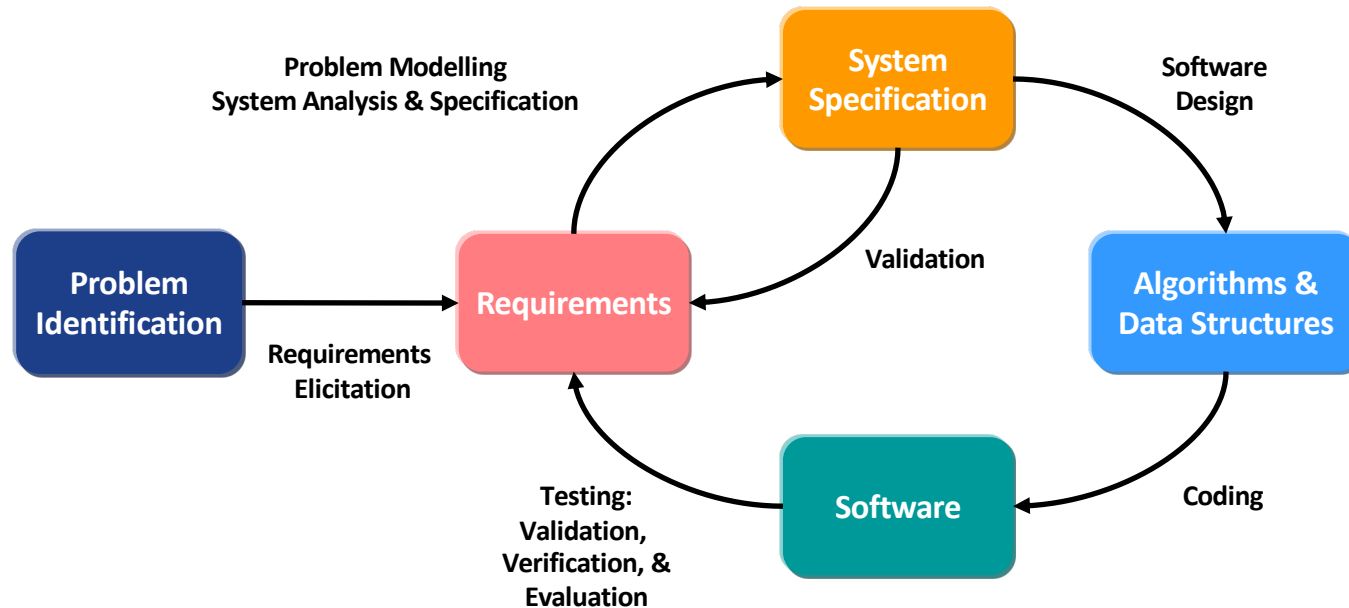 Problem Modelling
System Analysis & Specification
System
Specification
Software
Design
Problem
Identification
Requirements
Elicitation
Requirements
Validation
Algorithms &
Data Structures
Testing:
Validation,
Verification, &
Evaluation
Software
Coding